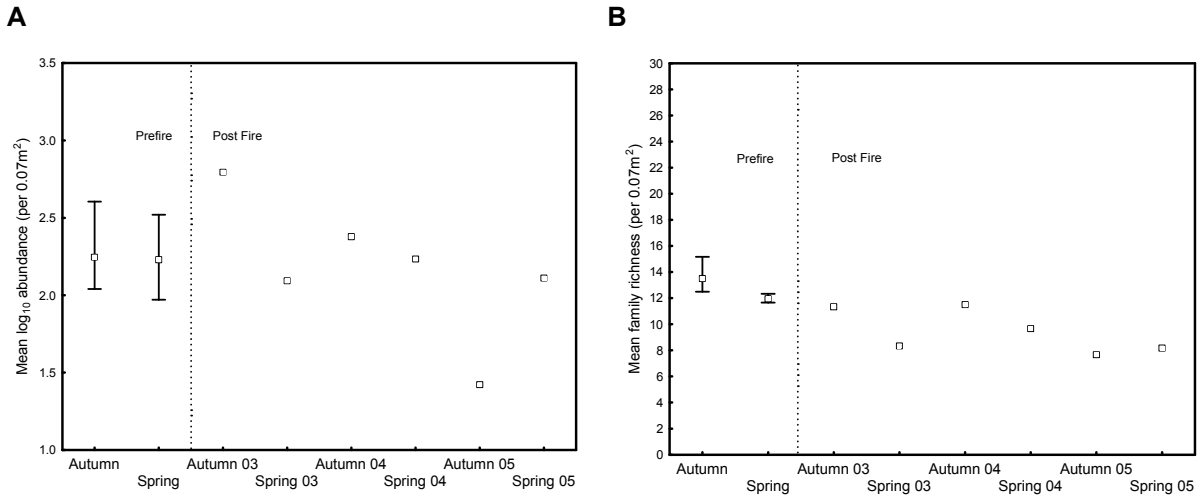 A
Mean log₁₀ abundance (per 0.07m²)
3.5
3.0
2.5
2.0
1.5
1.0
Prefire
Post Fire
Autumn
Spring
Autumn 03
Spring 03
Autumn 04
Spring 04
Autumn 05
Spring 05
B
Mean family richness (per 0.07m²)
30
28
26
24
22
20
18
16
14
12
10
8
6
4
2
0
Prefire
Post Fire
Autumn
Spring
Autumn 03
Spring 03
Autumn 04
Spring 04
Autumn 05
Spring 05